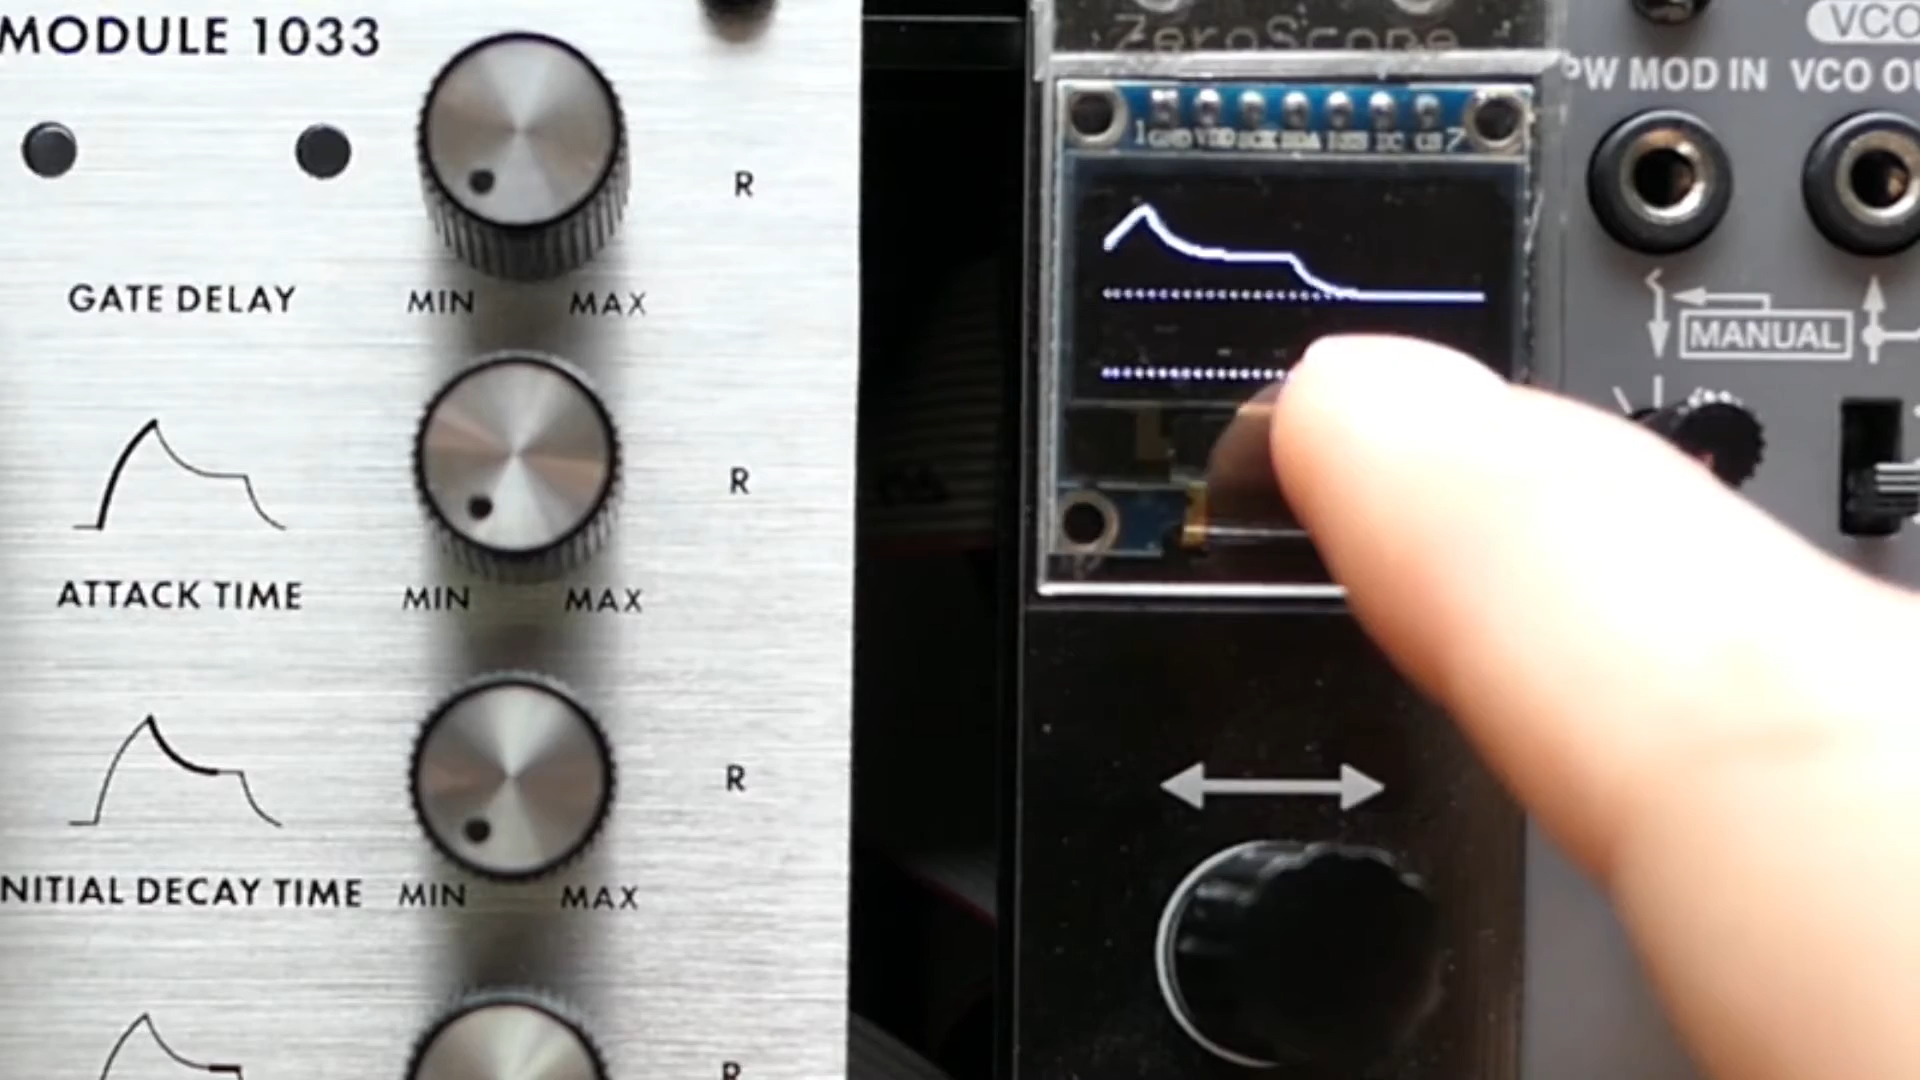 MODULE 1033
R
GATE DELAY
MIN MAX
R
ATTACK TIME
MIN MAX
R
NITIAL DECAY TIME
MIN MAX
R
ZeroScope
1 GND VDD SCK SDA RES DC CS 7
VCO
PW MOD IN VCO OU
MANUAL